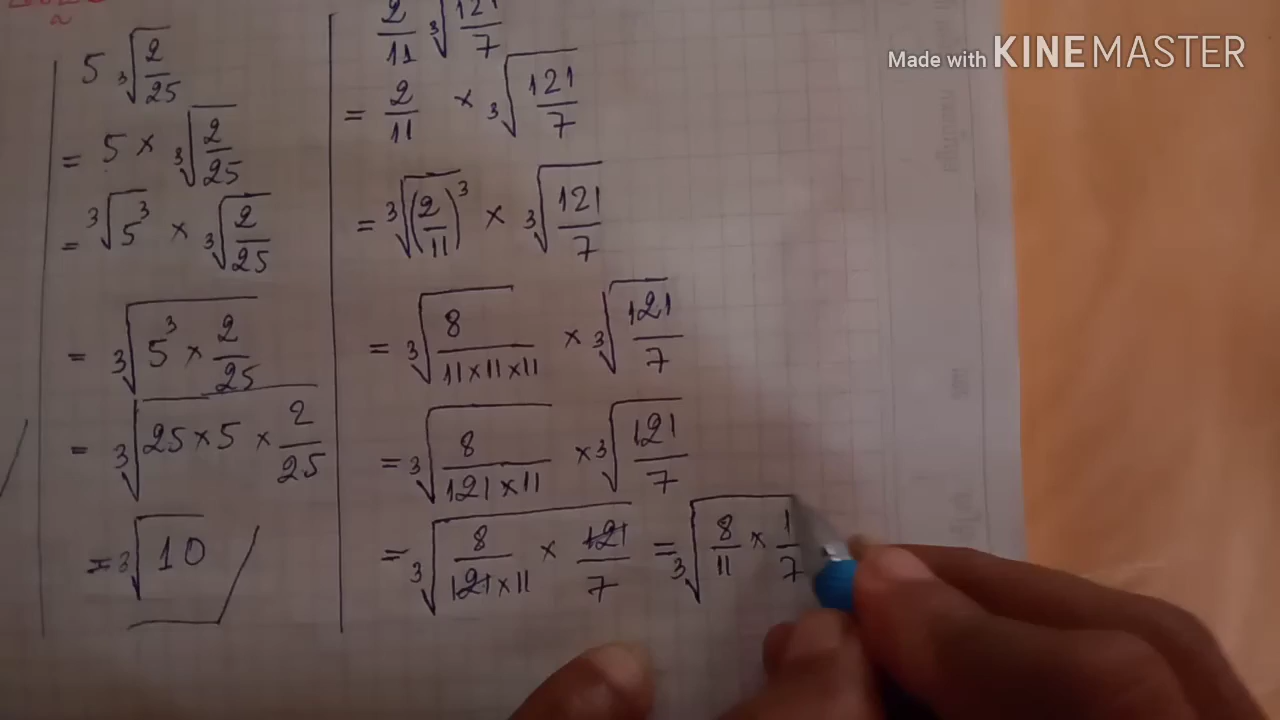 Made with KINEMASTER
5 ∛(2/25)
= 5 × ∛(2/25)
= ∛(5³) × ∛(2/25)
= ∛(5³ × 2/25)
= ∛(25 × 5 × 2/25)
= ∛10
2/11 ∛(121/7)
= 2/11 × ∛(121/7)
= ∛((2/11)³) × ∛(121/7)
= ∛(8/(11×11×11)) × ∛(121/7)
= ∛(8/(121×11)) × ∛(121/7)
= ∛(8/(121×11) × 121/7) = ∛(8/11 × 1/7)